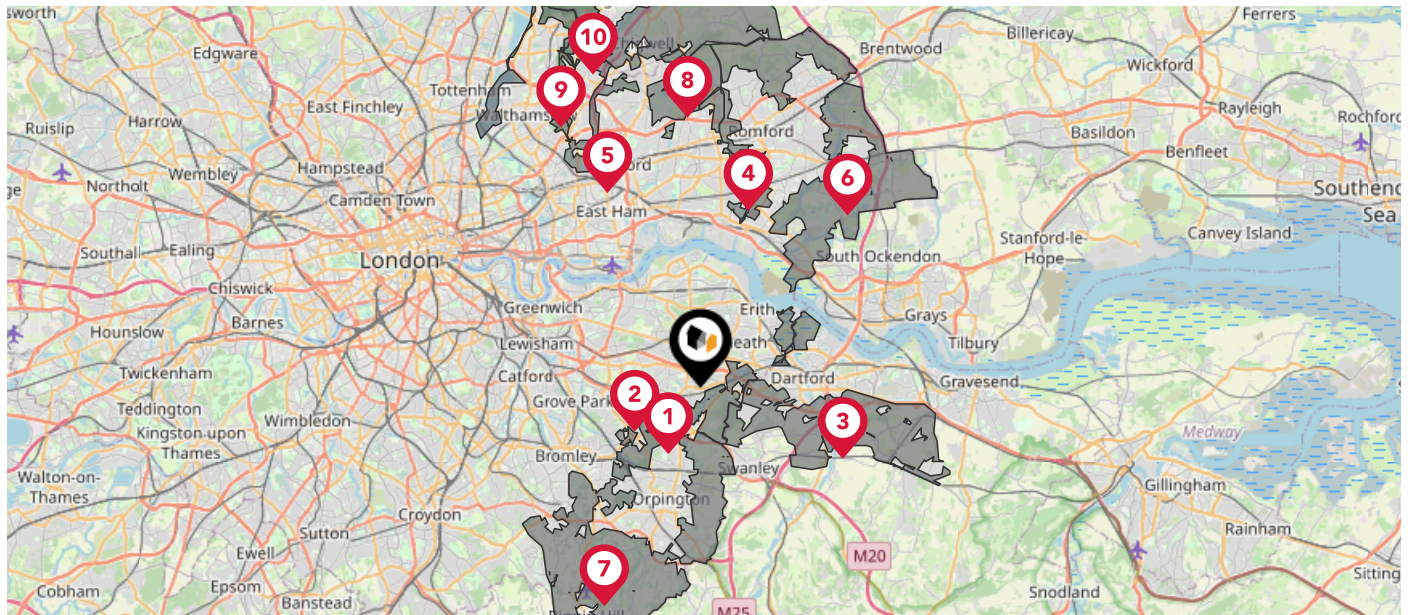 sworth
Ferrers
Billericay
10
Chigwell
Edgware
Brentwood
Wickford
8
9
Tottenham
East Finchley
Walthams
Rayleigh
Rochford
Ruislip
Harrow
Romford
Basildon
5
ford
Benfleet
Hampstead
Wembley
4
6
ge
Northolt
Camden Town
Southend
East Ham
Sea
Canvey Island
Stanford-le-
Hope
Southall
Ealing
London
South Ockendon
Chiswick
Greenwich
Erith
Grays
Barnes
Hounslow
Lewisham
eath
Tilbury
Twickenham
Catford
Dartford
Gravesend
2
Grove Park
Teddington
1
3
Wimbledon
Kingston-upon
Thames
Medway
Bromley
Swanley
Walton-on-
Thames
Gillingham
Orpington
Croydon
Rainham
Sutton
Ewell
M20
7
Sitting
Epsom
Cobham
Snodland
Banstead
Biggin Hill
M25